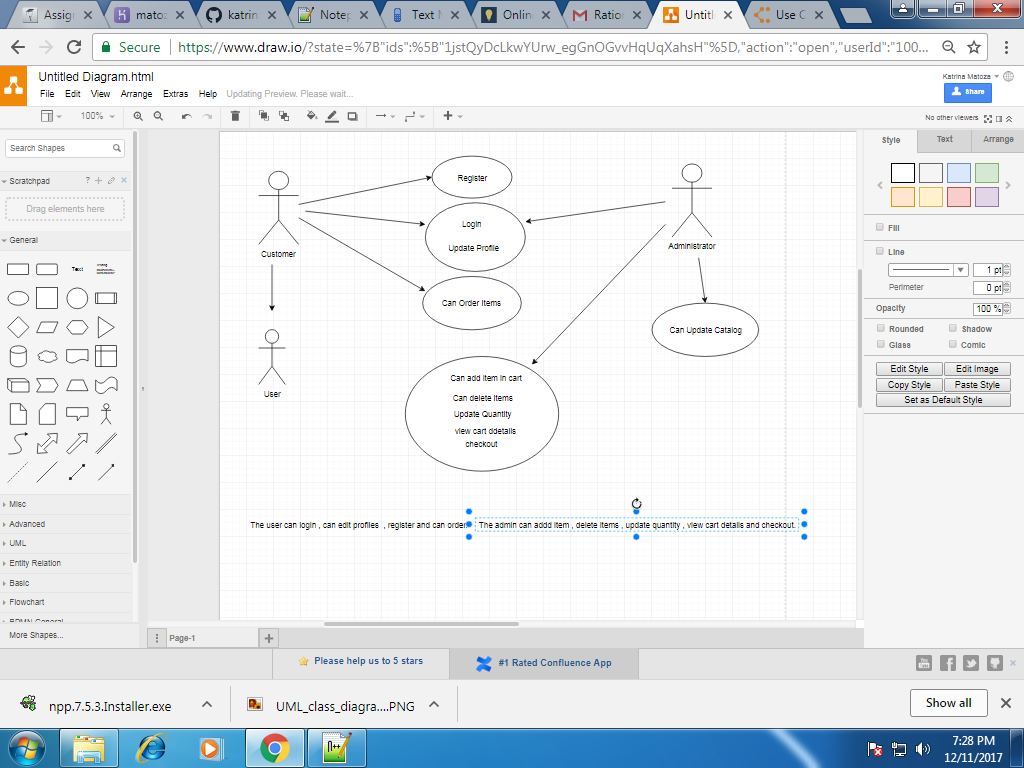 Assig
mato
katrin
Notep
Text M
Online
Ration
Untitl
Use C
Secure
https://www.draw.io/?state=%7B"ids":%5B"1jstQyDcLkwYUrw_egGnOGvvHqUqXahsH"%5D,"action":"open","userId":"100...
Untitled Diagram.html
Katrina Matoza
File Edit View Arrange Extras Help Updating Preview. Please wait...
Share
100%
No other viewers
Search Shapes
Style Text Arrange
Scratchpad ?
Drag elements here
General
Text
Register
Login
Update Profile
Customer
Administrator
Can Order Items
Can Update Catalog
User
Can add item in cart
Can delete items
Update Quantity
view cart ddetails
checkout
The user can login , can edit profiles , register and can order.
The admin can addd item , delete items , update quantity , view cart details and checkout.
Fill
Line
1 pt
Perimeter 0 pt
Opacity 100 %
Rounded Shadow
Glass Comic
Edit Style Edit Image
Copy Style Paste Style
Set as Default Style
Misc
Advanced
UML
Entity Relation
Basic
Flowchart
BPMN General
More Shapes...
Page-1
Please help us to 5 stars
#1 Rated Confluence App
npp.7.5.3.Installer.exe
UML_class_diagra....PNG
Show all
7:28 PM
12/11/2017